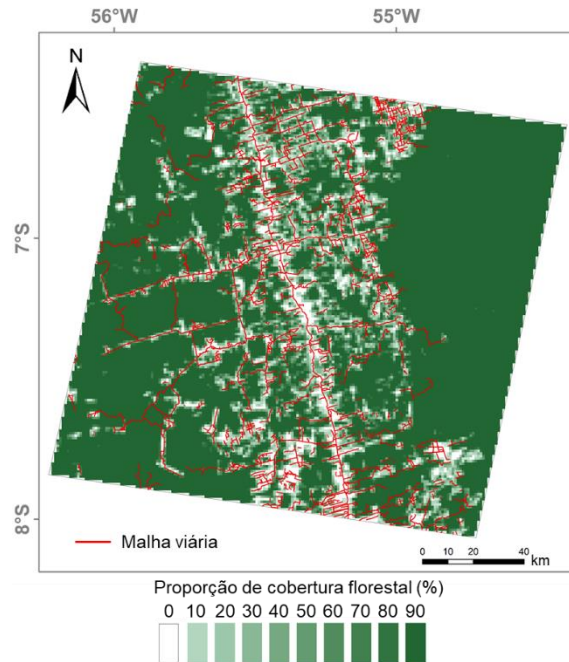 56°W 55°W
N
7°S
8°S
Malha viária
0 10 20 40
km
Proporção de cobertura florestal (%)
0 10 20 30 40 50 60 70 80 90